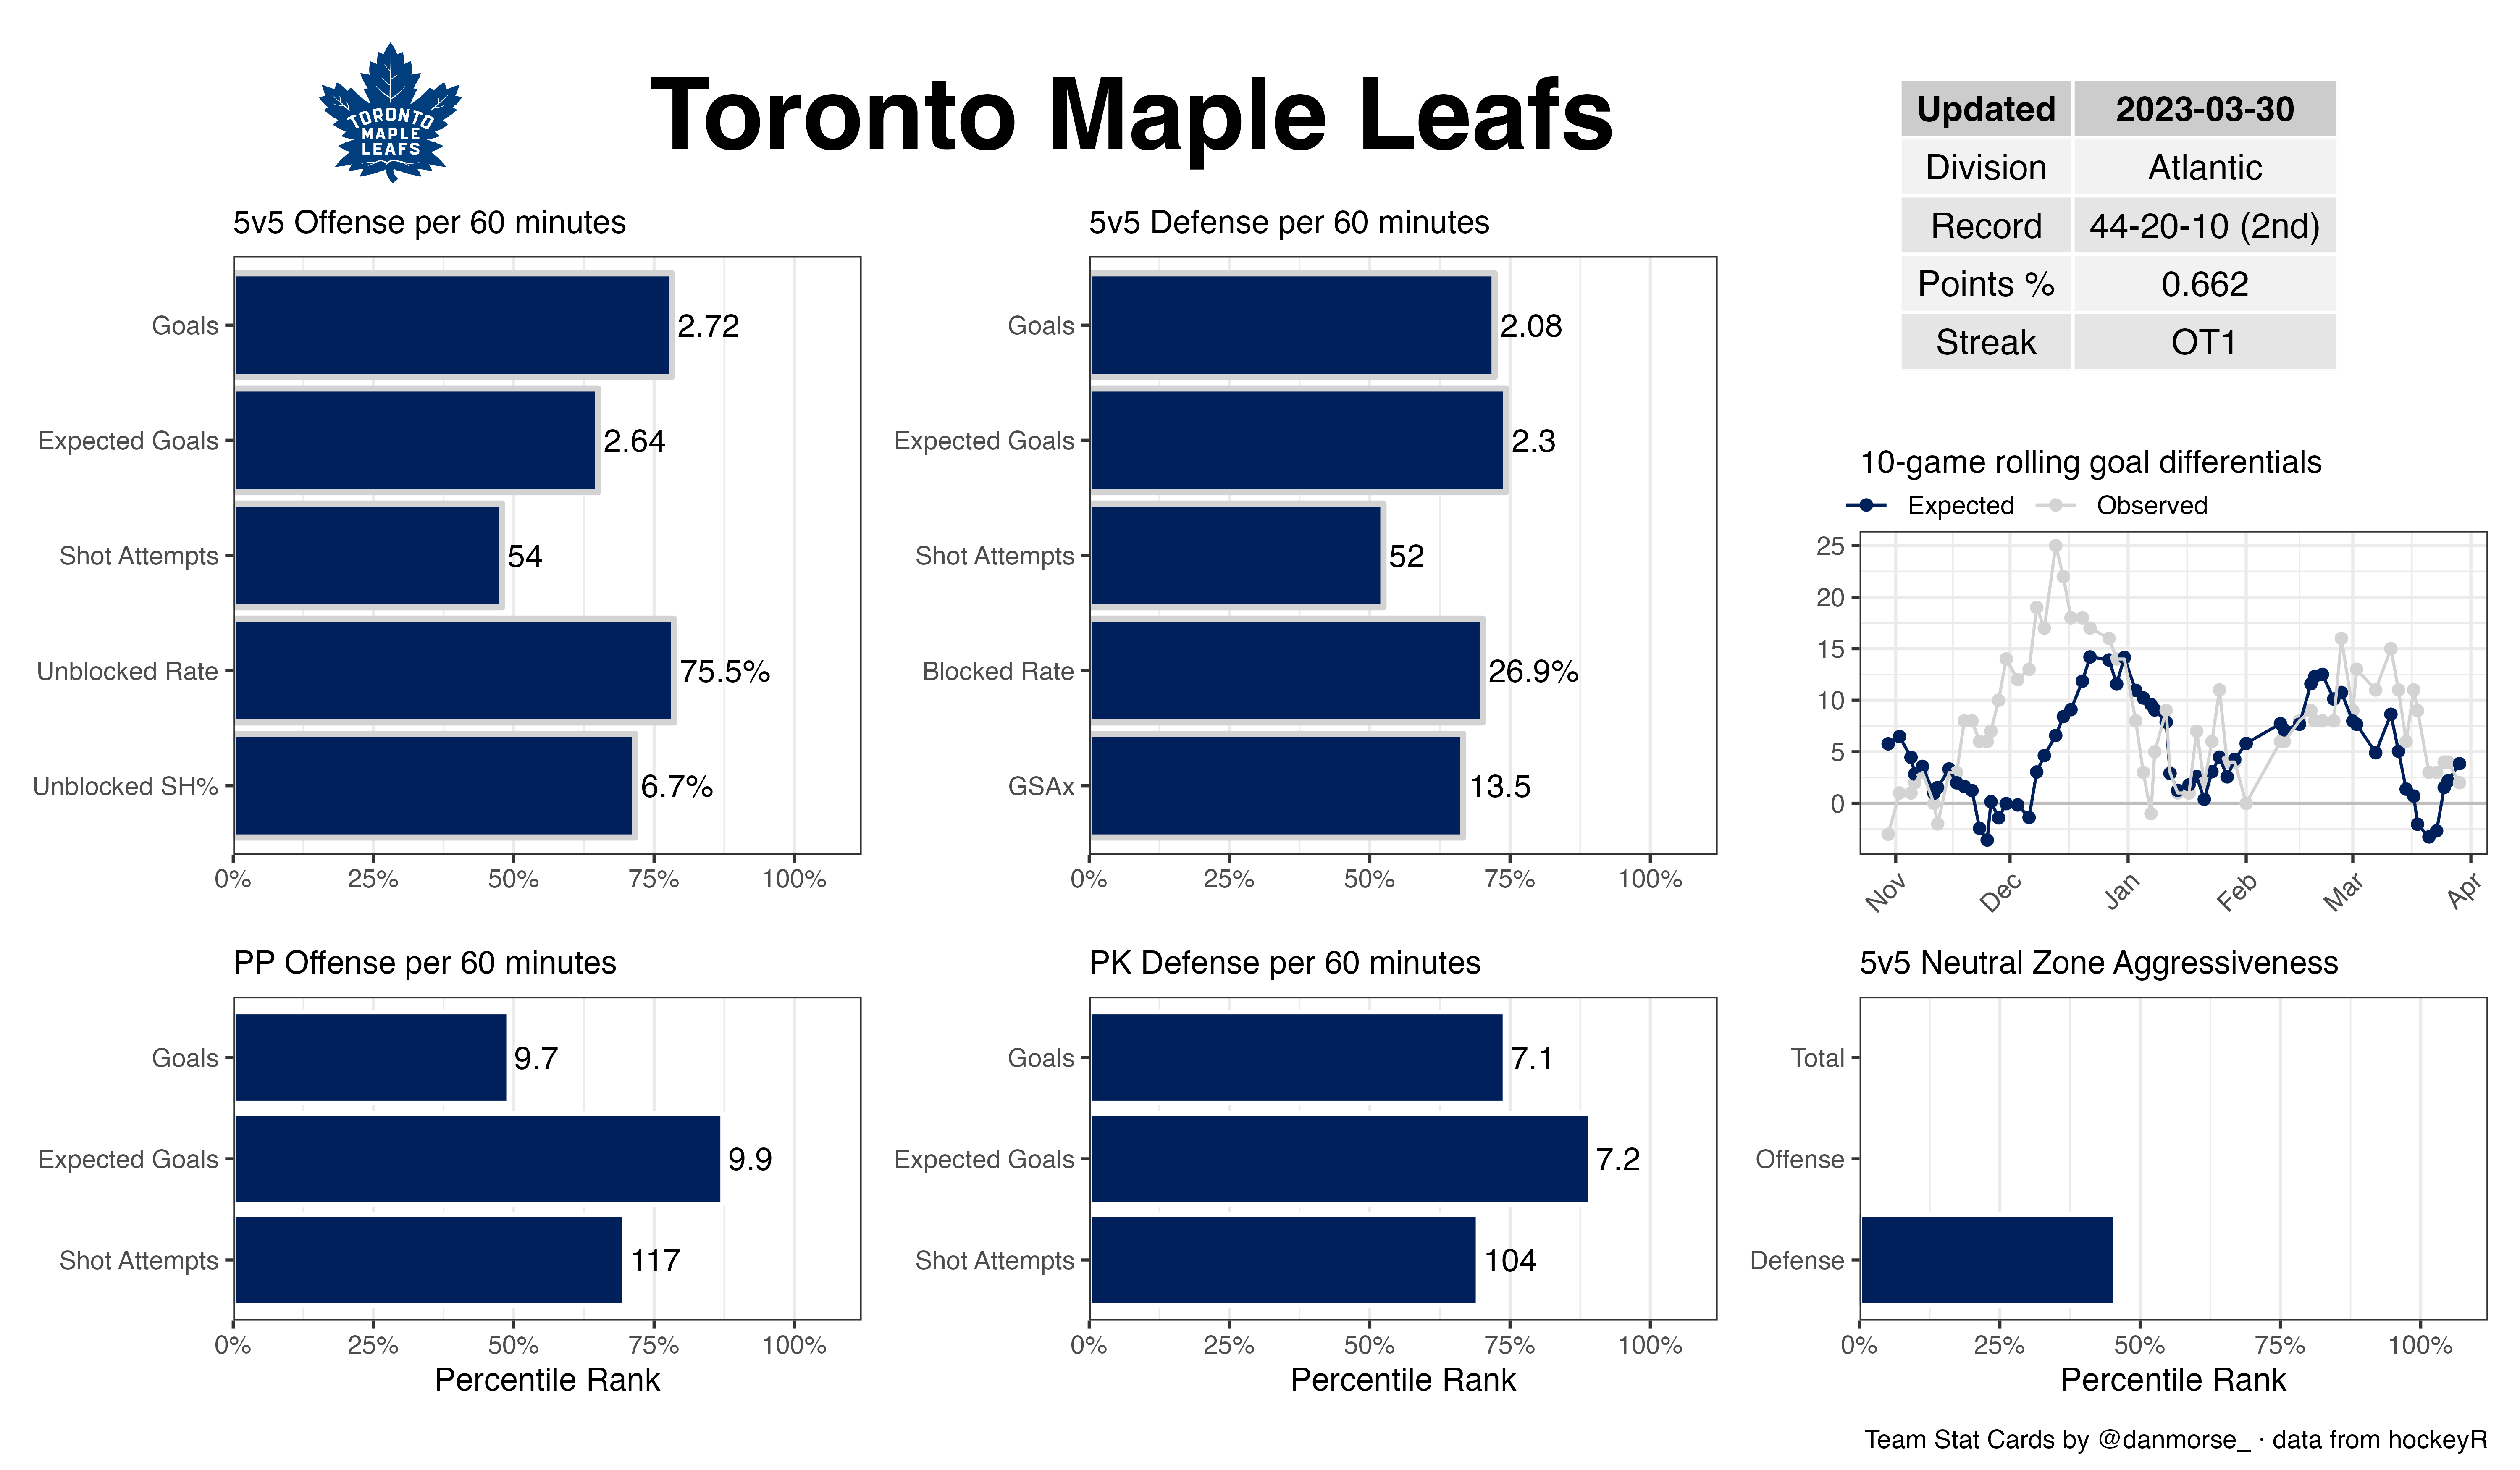 TORONTO
MAPLE
LEAFS
Toronto Maple Leafs
Updated 2023-03-30
Division Atlantic
Record 44-20-10 (2nd)
Points % 0.662
Streak OT1
5v5 Offense per 60 minutes
Goals 2.72
Expected Goals 2.64
Shot Attempts 54
Unblocked Rate 75.5%
Unblocked SH% 6.7%
0% 25% 50% 75% 100%
5v5 Defense per 60 minutes
Goals 2.08
Expected Goals 2.3
Shot Attempts 52
Blocked Rate 26.9%
GSAx 13.5
0% 25% 50% 75% 100%
10-game rolling goal differentials
Expected Observed
25
20
15
10
5
0
Nov Dec Jan Feb Mar Apr
PP Offense per 60 minutes
Goals 9.7
Expected Goals 9.9
Shot Attempts 117
0% 25% 50% 75% 100%
Percentile Rank
PK Defense per 60 minutes
Goals 7.1
Expected Goals 7.2
Shot Attempts 104
0% 25% 50% 75% 100%
Percentile Rank
5v5 Neutral Zone Aggressiveness
Total
Offense
Defense
0% 25% 50% 75% 100%
Percentile Rank
Team Stat Cards by @danmorse_ · data from hockeyR